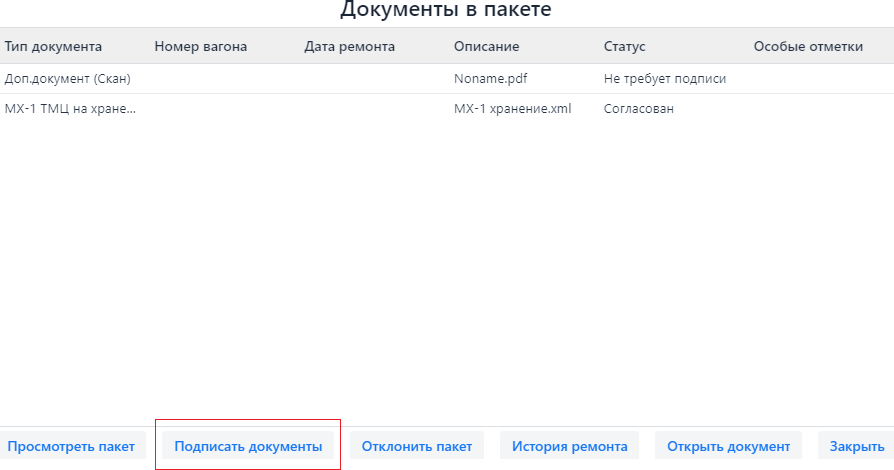 Документы в пакете
Тип документа Номер вагона Дата ремонта Описание Статус Особые отметки
Доп.документ (Скан) Noname.pdf Не требует подписи
МХ-1 ТМЦ на хране... МХ-1 хранение.xml Согласован
Просмотреть пакет Подписать документы Отклонить пакет История ремонта Открыть документ Закрыть